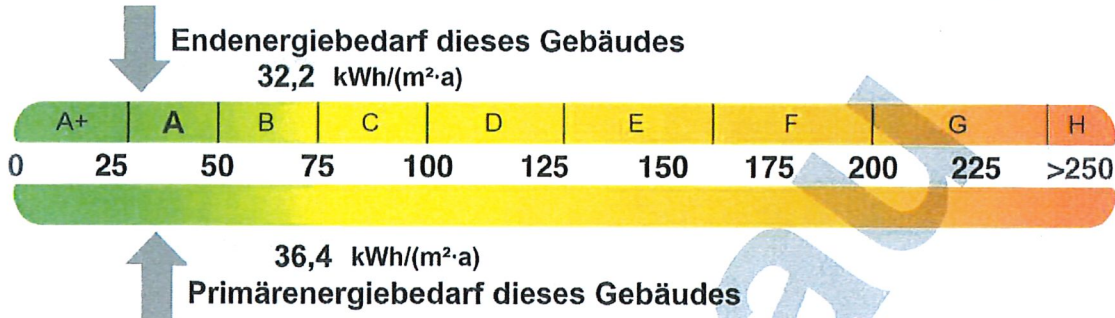 Endenergiebedarf dieses Gebäudes
32,2 kWh/(m²·a)
A+ A B C D E F G H
0 25 50 75 100 125 150 175 200 225 >250
36,4 kWh/(m²·a)
Primärenergiebedarf dieses Gebäudes